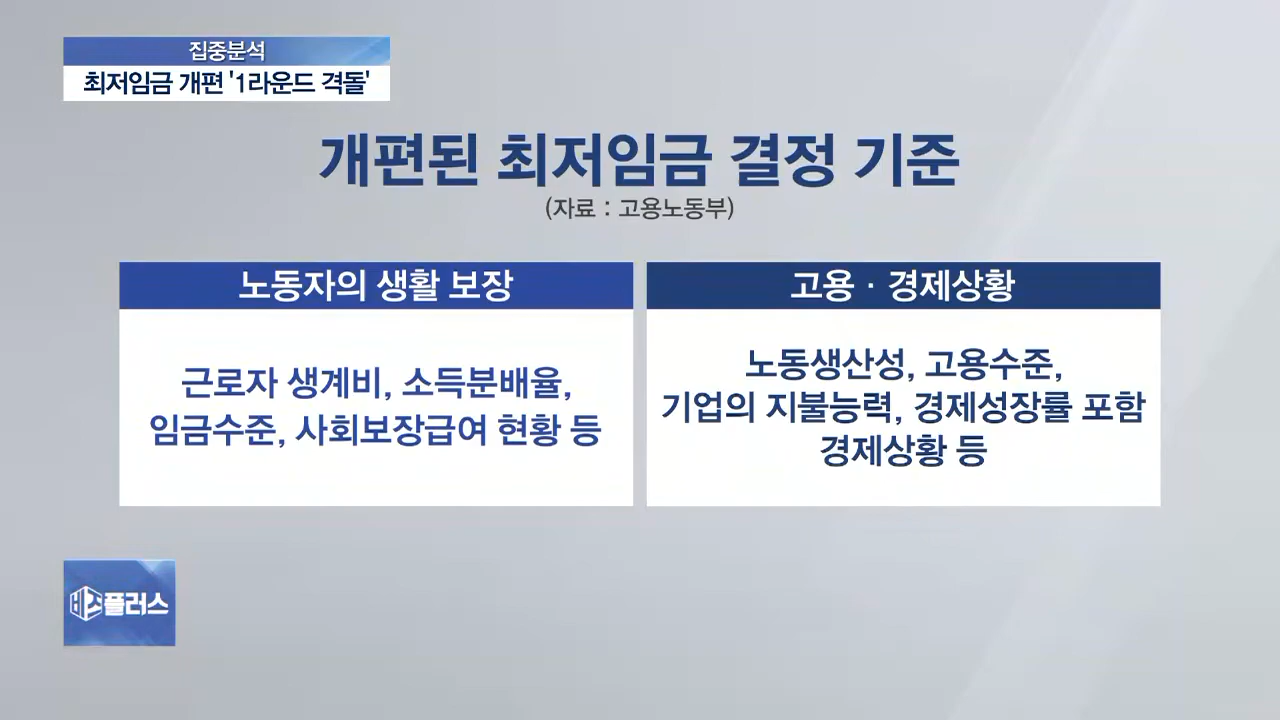 집중분석
최저임금 개편 '1라운드 격돌'
개편된 최저임금 결정 기준
(자료 : 고용노동부)
노동자의 생활 보장
근로자 생계비, 소득분배율,
임금수준, 사회보장급여 현황 등
고용 · 경제상황
노동생산성, 고용수준,
기업의 지불능력, 경제성장률 포함
경제상황 등
비즈플러스